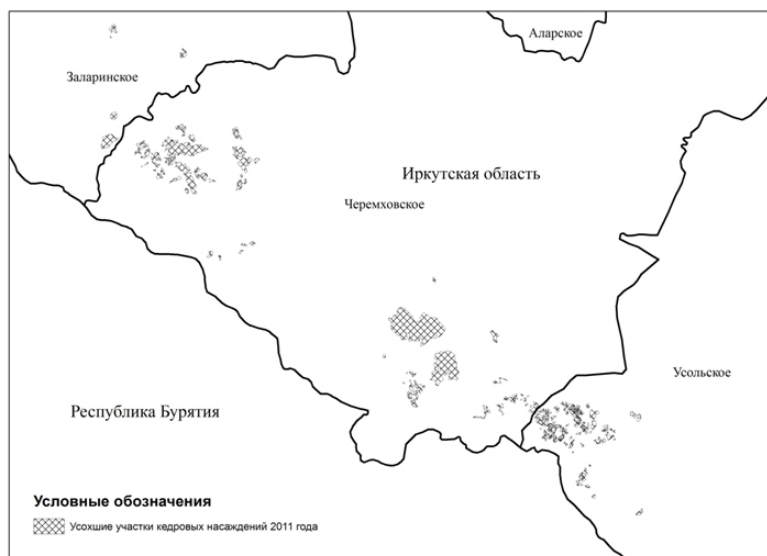 Аларское
Заларинское
Иркутская область
Черемховское
Усольское
Республика Бурятия
Условные обозначения
Усохшие участки кедровых насаждений 2011 года